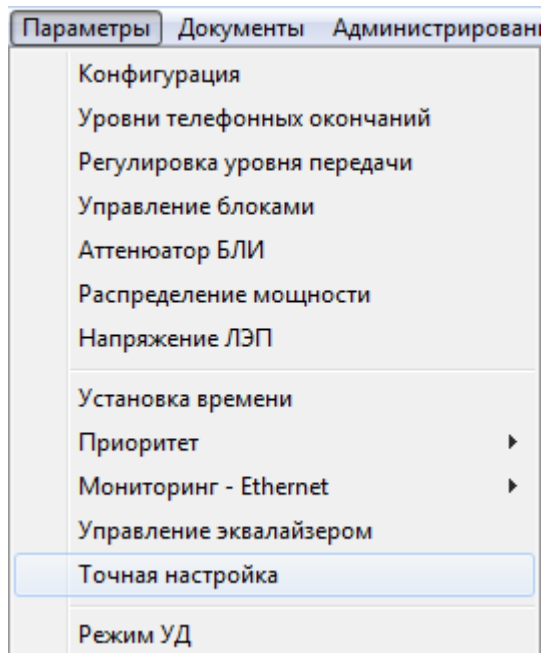 Параметры Документы Администрирован
Конфигурация
Уровни телефонных окончаний
Регулировка уровня передачи
Управление блоками
Аттенюатор БЛИ
Распределение мощности
Напряжение ЛЭП
Установка времени
Приоритет
Мониторинг - Ethernet
Управление эквалайзером
Точная настройка
Режим УД